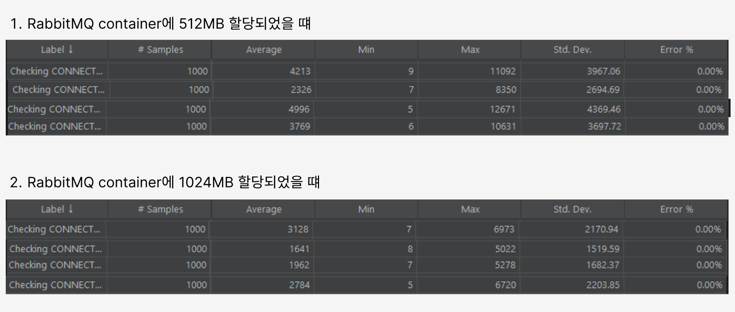 1. RabbitMQ container에 512MB 할당되었을 떄
Label ↓ # Samples Average Min Max Std. Dev. Error %
Checking CONNECT... 1000 4213 9 11092 3967.06 0.00%
Checking CONNECT... 1000 2326 7 8350 2694.69 0.00%
Checking CONNECT... 1000 4996 5 12671 4369.46 0.00%
Checking CONNECT... 1000 3769 6 10631 3697.72 0.00%
2. RabbitMQ container에 1024MB 할당되었을 떄
Label ↓ # Samples Average Min Max Std. Dev. Error %
Checking CONNECT... 1000 3128 7 6973 2170.94 0.00%
Checking CONNECT... 1000 1641 8 5022 1519.59 0.00%
Checking CONNECT... 1000 1962 7 5278 1682.37 0.00%
Checking CONNECT... 1000 2784 5 6720 2203.85 0.00%